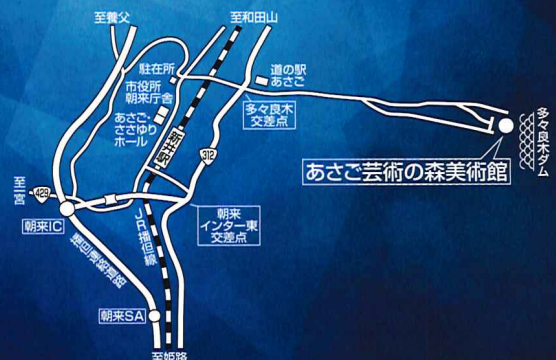 至養父
至和田山
駐在所
市役所
朝来庁舎
あさご・
ささゆり
ホール
道の駅
あさご
多々良木
交差点
多々良木ダム
新井駅
312
あさご芸術の森美術館
至一宮
429
朝来IC
朝来
インター東
交差点
JR播但線
播但連絡道路
朝来SA
至姫路